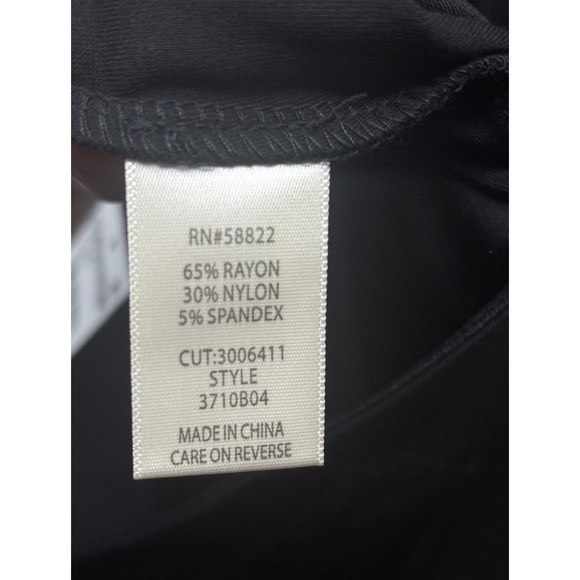 RN#58822
65% RAYON
30% NYLON
5% SPANDEX
CUT:3006411
STYLE
3710B04
MADE IN CHINA
CARE ON REVERSE